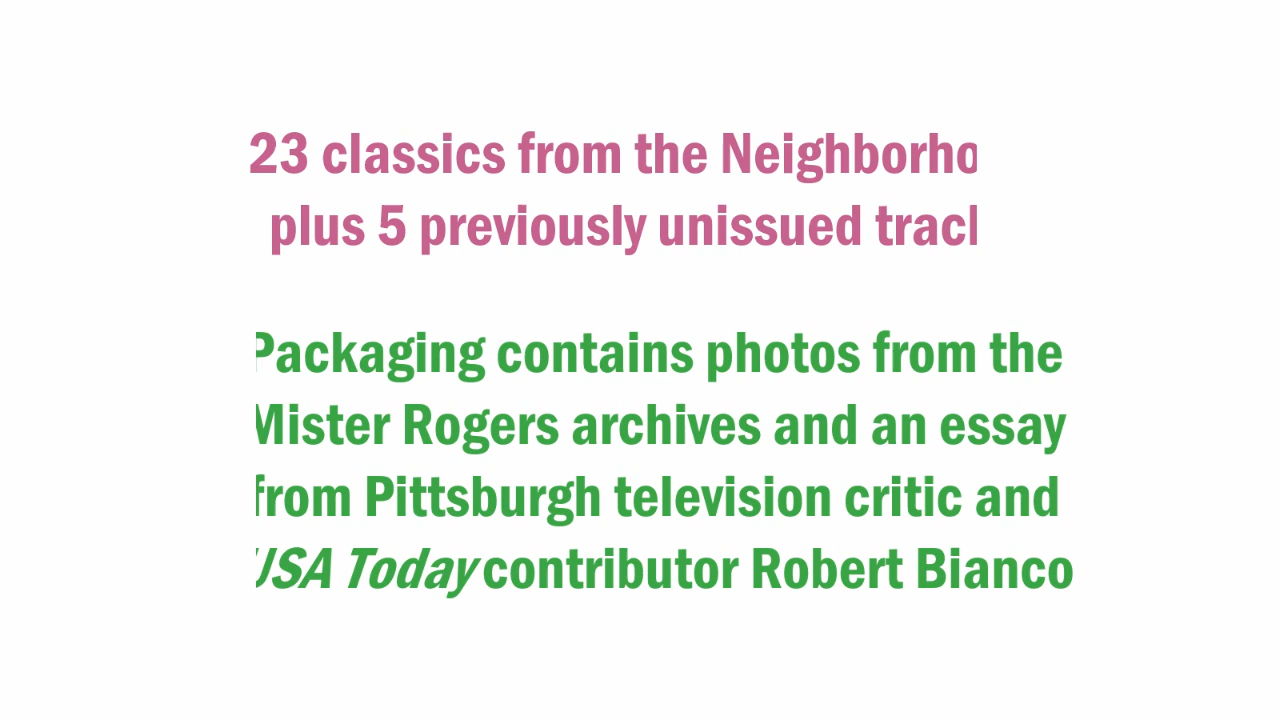 23 classics from the Neighborho
plus 5 previously unissued track
Packaging contains photos from the
Mister Rogers archives and an essay
from Pittsburgh television critic and
USA Today contributor Robert Bianco